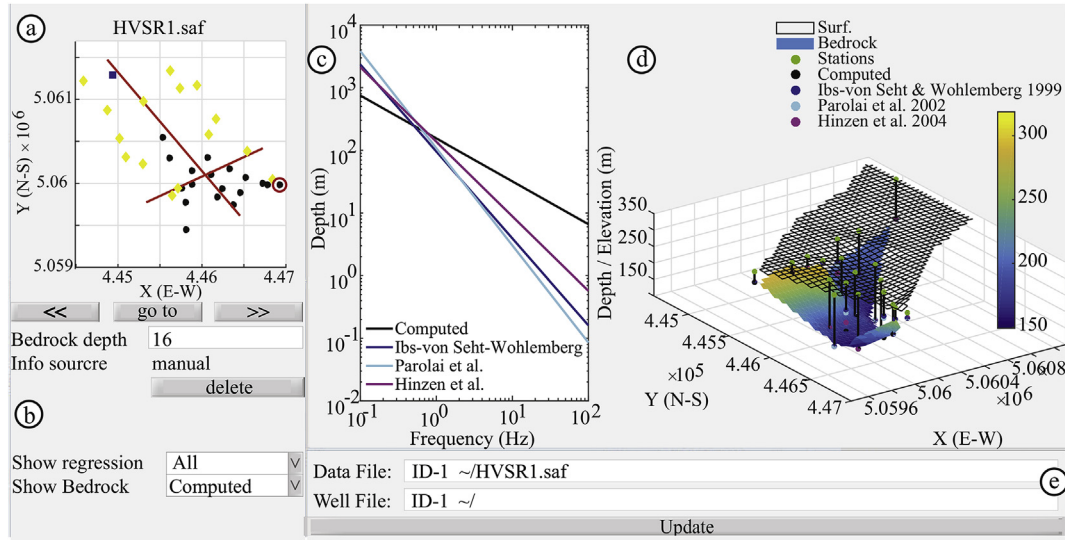 a
HVSR1.saf
Y (N-S) × 10^6
5.061
5.06
5.059
4.45
4.46
4.47
X (E-W)
<<
go to
>>
Bedrock depth
16
Info sourcre
manual
delete
b
Show regression
All
Show Bedrock
Computed
c
Depth (m)
10^4
10^3
10^2
10^1
10^0
10^-1
10^-2
Computed
Ibs-von Seht-Wohlemberg
Parolai et al.
Hinzen et al.
10^-1
10^0
10^1
10^2
Frequency (Hz)
d
Surf.
Bedrock
Stations
Computed
Ibs-von Seht & Wohlemberg 1999
Parolai et al. 2002
Hinzen et al. 2004
Depth / Elevation (m)
350
300
250
200
150
300
250
200
150
4.45
4.455
4.46
4.465
4.47
×10^5
Y (N-S)
5.0596
5.06
5.0604
5.0608
×10^6
X (E-W)
Data File:
ID-1 ~/HVSR1.saf
Well File:
ID-1 ~/
e
Update